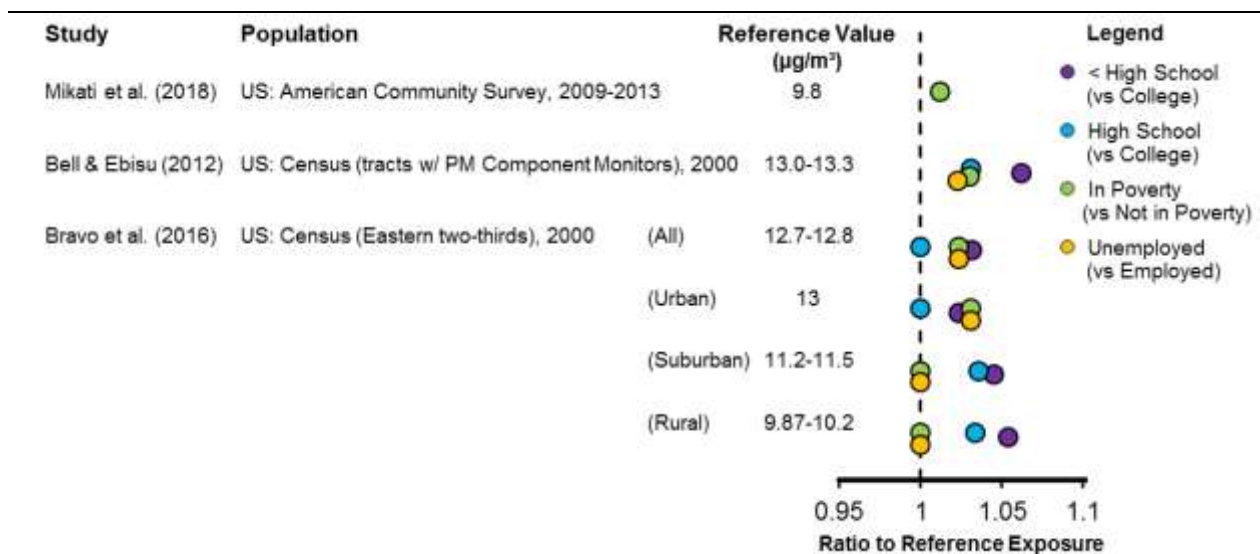 Study Population Reference Value (µg/m³) Legend
Mikati et al. (2018) US: American Community Survey, 2009-2013 9.8
Bell & Ebisu (2012) US: Census (tracts w/ PM Component Monitors), 2000 13.0-13.3
Bravo et al. (2016) US: Census (Eastern two-thirds), 2000 (All) 12.7-12.8
(Urban) 13
(Suburban) 11.2-11.5
(Rural) 9.87-10.2
< High School
(vs College)
High School
(vs College)
In Poverty
(vs Not in Poverty)
Unemployed
(vs Employed)
0.95 1 1.05 1.1
Ratio to Reference Exposure